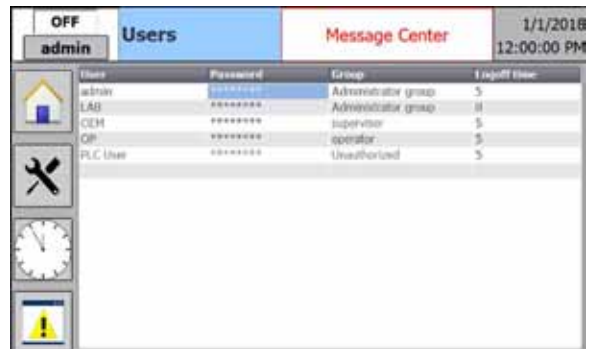 OFF
admin
Users
Message Center
1/1/2018
12:00:00 PM
User Password Group Logoff time
admin ******** Administrator group 5
LAB ******** Administrator group
OEM ******** supervisor 5
OP ******** operator 5
PLC User ******** Unauthorized 5